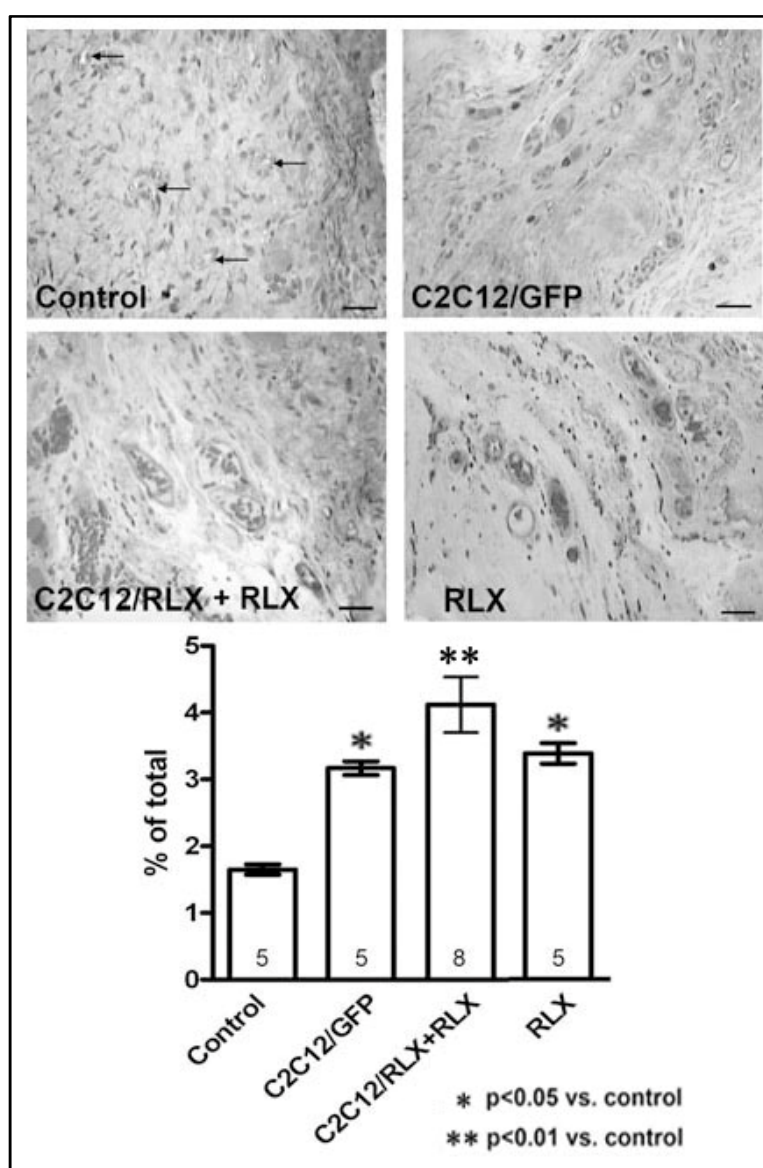 Control
C2C12/GFP
C2C12/RLX + RLX
RLX
% of total
5
4
3
2
1
0
*
**
*
5
5
8
5
Control
C2C12/GFP
C2C12/RLX+RLX
RLX
* p<0.05 vs. control
** p<0.01 vs. control